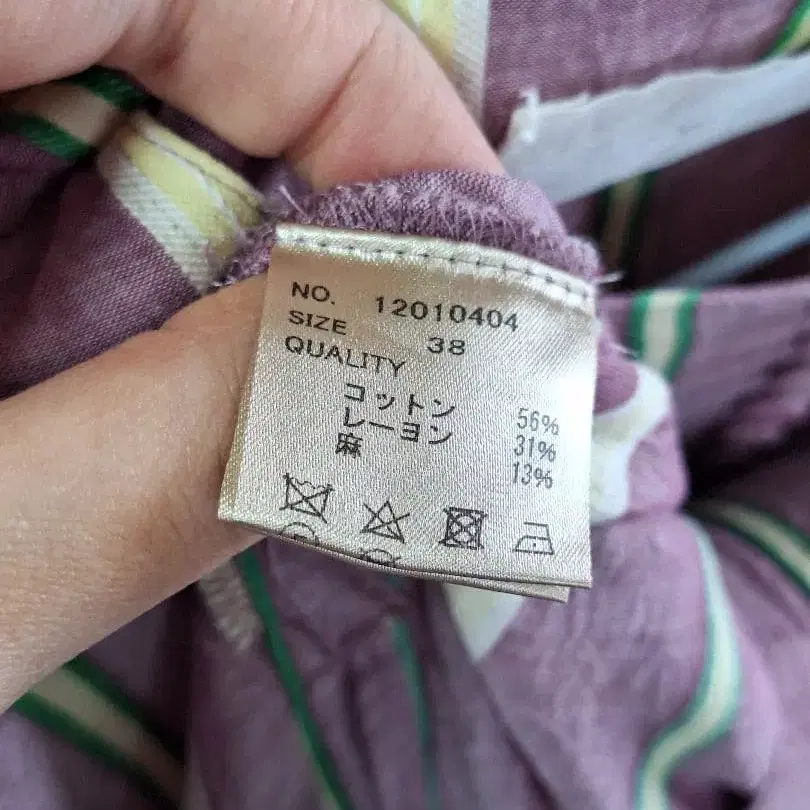 NO. 12010404
SIZE 38
QUALITY
コットン 56%
レーヨン 31%
麻 13%